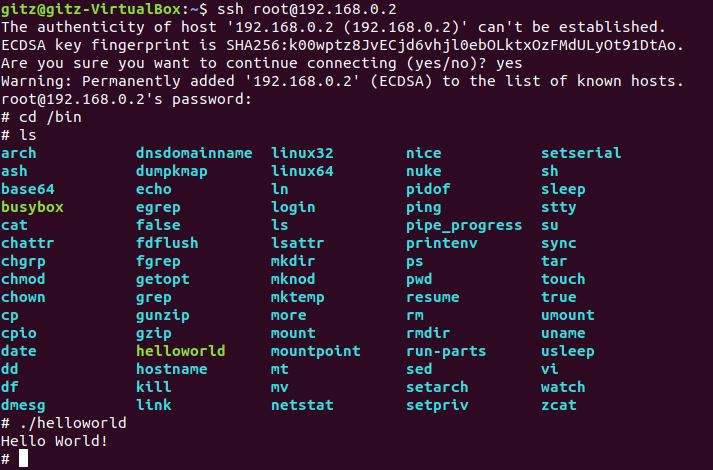 gitz@gitz-VirtualBox:~$ ssh root@192.168.0.2
The authenticity of host '192.168.0.2 (192.168.0.2)' can't be established.
ECDSA key fingerprint is SHA256:k00wptz8JvECjd6vhjl0ebOLktxOzFMdULyOt91DtAo.
Are you sure you want to continue connecting (yes/no)? yes
Warning: Permanently added '192.168.0.2' (ECDSA) to the list of known hosts.
root@192.168.0.2's password:
# cd /bin
# ls
arch dnsdomainname linux32 nice setserial
ash dumpkmap linux64 nuke sh
base64 echo ln pidof sleep
busybox egrep login ping stty
cat false ls pipe_progress su
chattr fdflush lsattr printenv sync
chgrp fgrep mkdir ps tar
chmod getopt mknod pwd touch
chown grep mktemp resume true
cp gunzip more rm umount
cpio gzip mount rmdir uname
date helloworld mountpoint run-parts usleep
dd hostname mt sed vi
df kill mv setarch watch
dmesg link netstat setpriv zcat
# ./helloworld
Hello World!
#